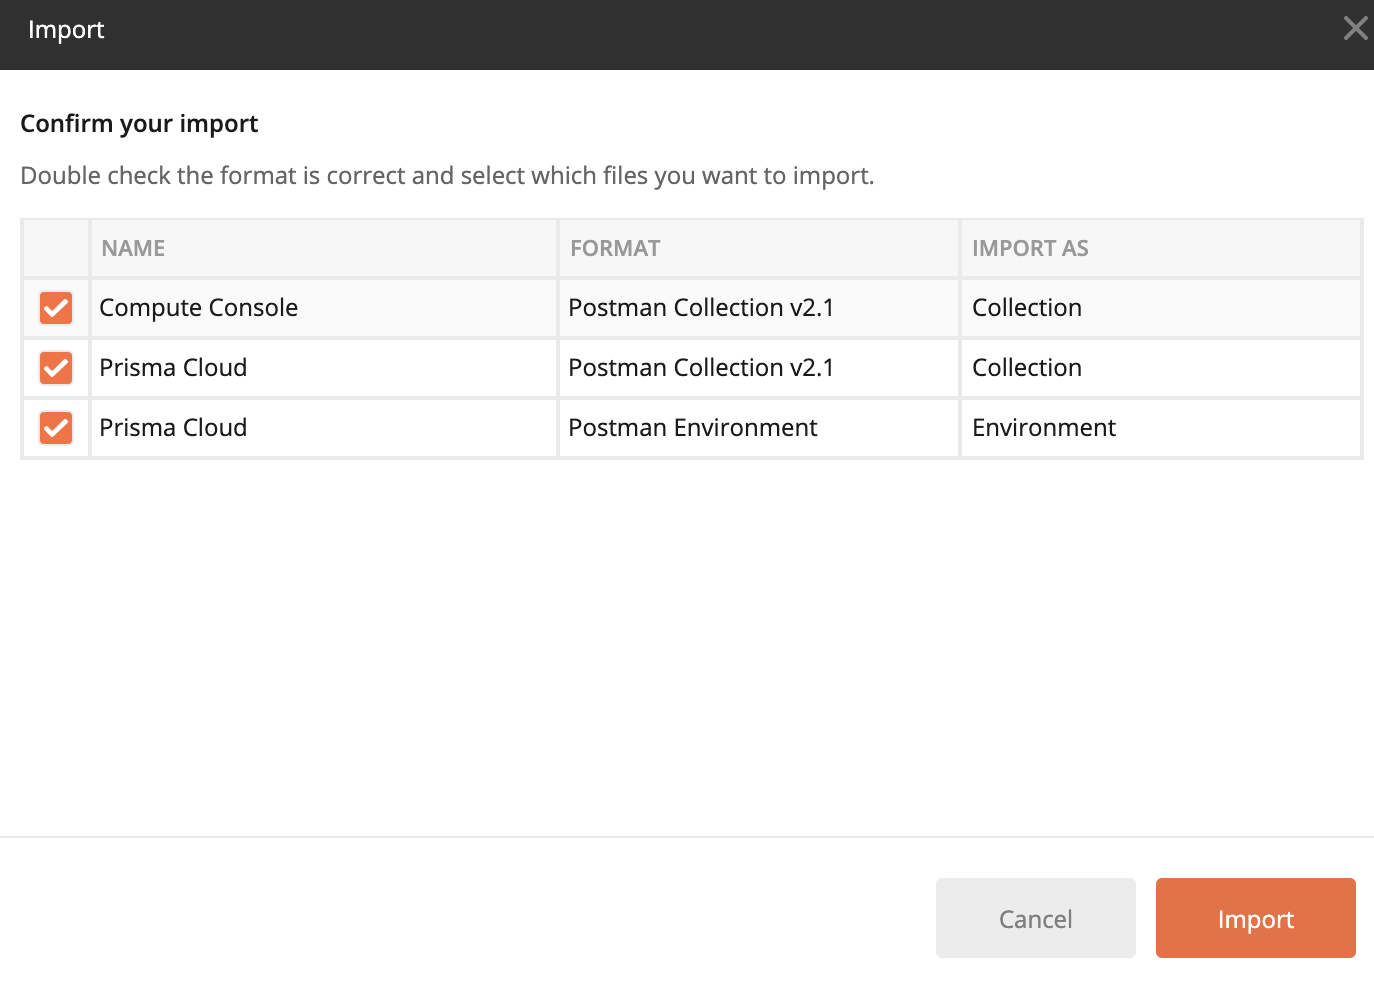 Import
Confirm your import
Double check the format is correct and select which files you want to import.
NAME FORMAT IMPORT AS
Compute Console Postman Collection v2.1 Collection
Prisma Cloud Postman Collection v2.1 Collection
Prisma Cloud Postman Environment Environment
Cancel Import